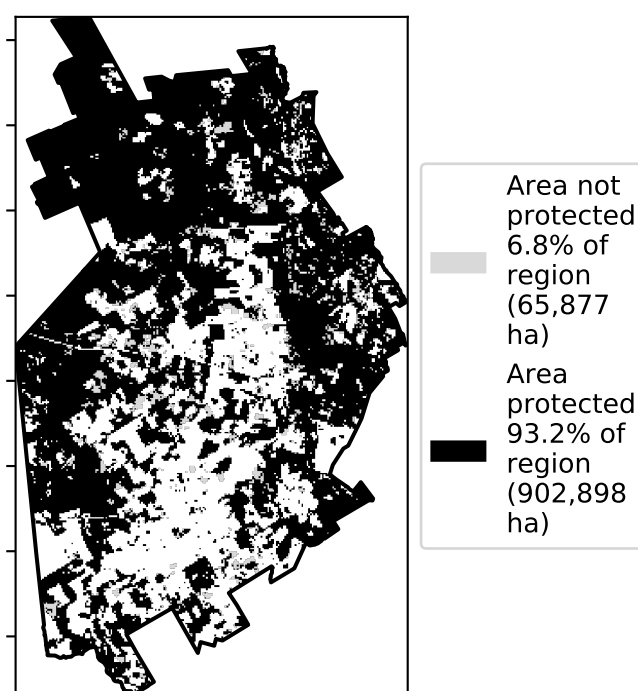 Area not
protected
6.8% of
region
(65,877
ha)
Area
protected
93.2% of
region
(902,898
ha)